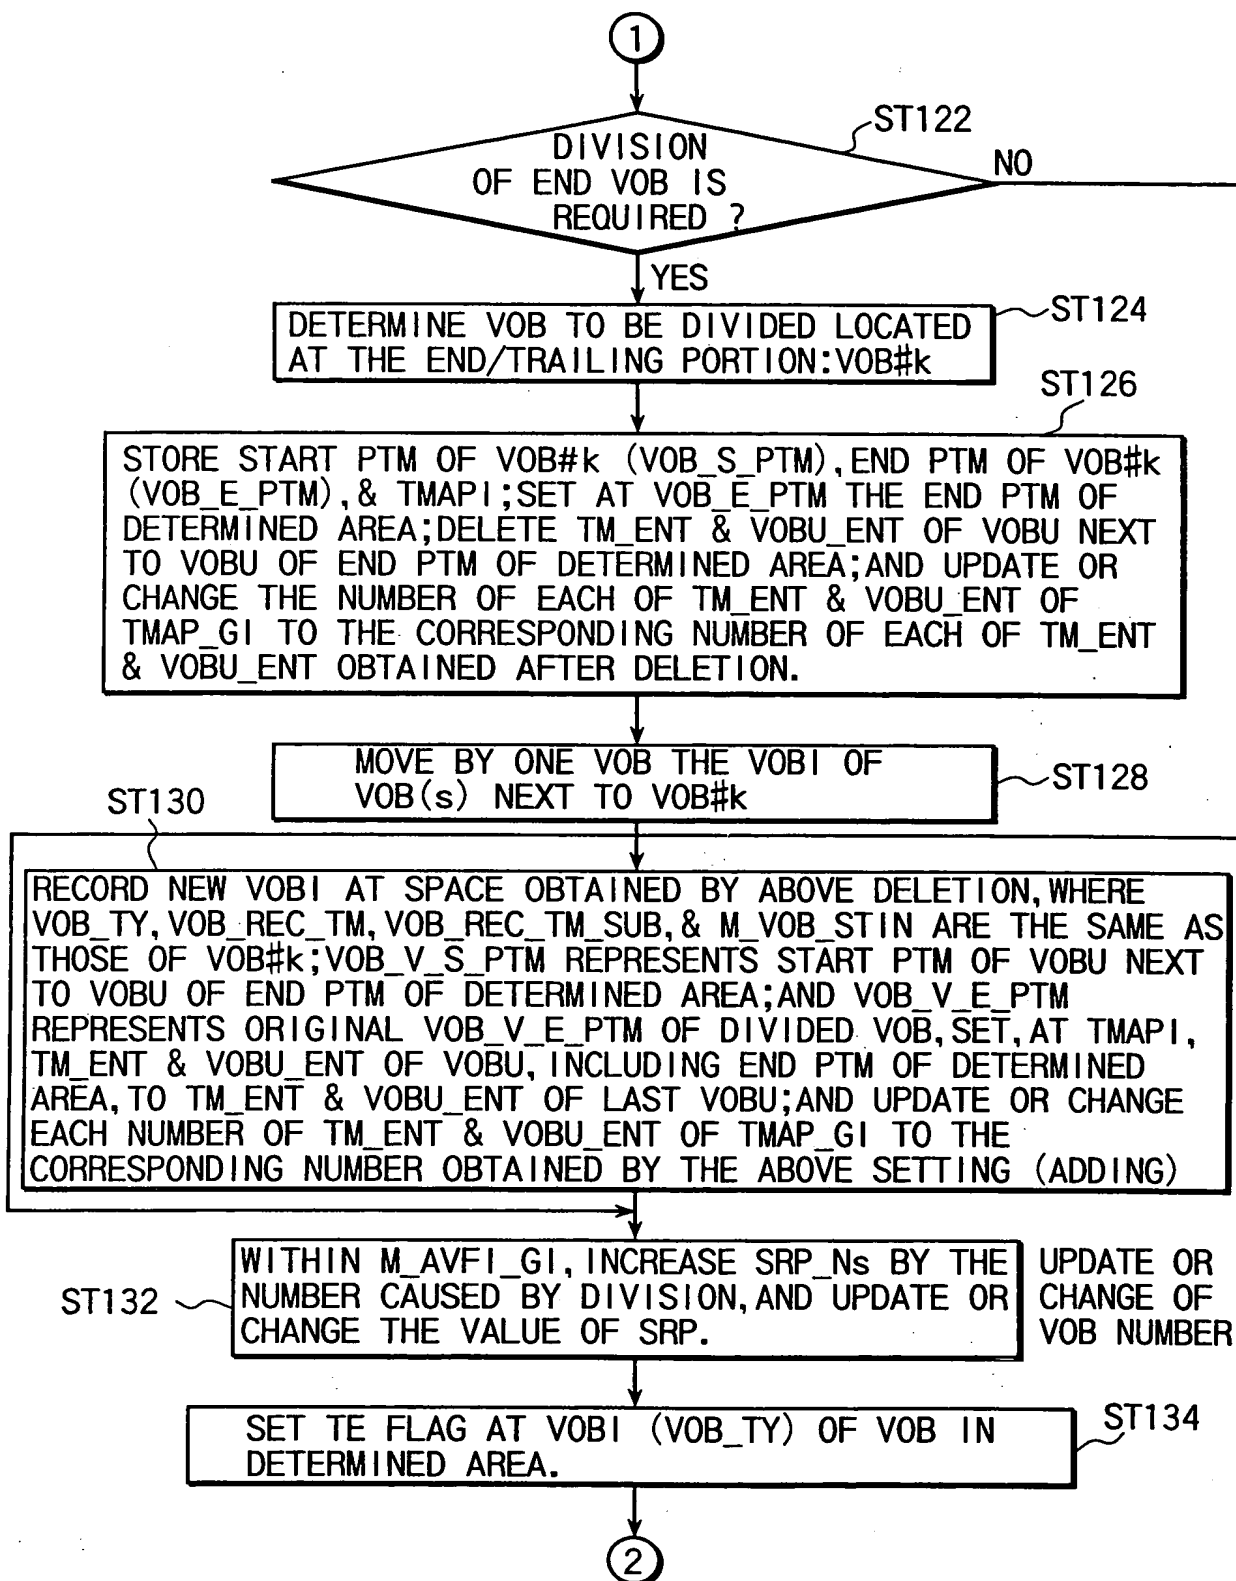 1
ST122
DIVISION
OF END VOB IS
REQUIRED ?
NO
YES
ST124
DETERMINE VOB TO BE DIVIDED LOCATED
AT THE END/TRAILING PORTION:VOB#k
ST126
STORE START PTM OF VOB#k (VOB_S_PTM),END PTM OF VOB#k
(VOB_E_PTM),& TMAPI;SET AT VOB_E_PTM THE END PTM OF
DETERMINED AREA;DELETE TM_ENT & VOBU_ENT OF VOBU NEXT
TO VOBU OF END PTM OF DETERMINED AREA;AND UPDATE OR
CHANGE THE NUMBER OF EACH OF TM_ENT & VOBU_ENT OF
TMAP_GI TO THE CORRESPONDING NUMBER OF EACH OF TM_ENT
& VOBU_ENT OBTAINED AFTER DELETION.
MOVE BY ONE VOB THE VOBI OF
VOB(s) NEXT TO VOB#k
ST128
ST130
RECORD NEW VOBI AT SPACE OBTAINED BY ABOVE DELETION,WHERE
VOB_TY,VOB_REC_TM,VOB_REC_TM_SUB,& M_VOB_STIN ARE THE SAME AS
THOSE OF VOB#k;VOB_V_S_PTM REPRESENTS START PTM OF VOBU NEXT
TO VOBU OF END PTM OF DETERMINED AREA;AND VOB_V_E_PTM
REPRESENTS ORIGINAL VOB_V_E_PTM OF DIVIDED VOB,SET,AT TMAPI,
TM_ENT & VOBU_ENT OF VOBU,INCLUDING END PTM OF DETERMINED
AREA,TO TM_ENT & VOBU_ENT OF LAST VOBU;AND UPDATE OR CHANGE
EACH NUMBER OF TM_ENT & VOBU_ENT OF TMAP_GI TO THE
CORRESPONDING NUMBER OBTAINED BY THE ABOVE SETTING (ADDING)
ST132
WITHIN M_AVFI_GI,INCREASE SRP_Ns BY THE
NUMBER CAUSED BY DIVISION,AND UPDATE OR
CHANGE THE VALUE OF SRP.
UPDATE OR
CHANGE OF
VOB NUMBER
SET TE FLAG AT VOBI (VOB_TY) OF VOB IN
DETERMINED AREA.
ST134
2